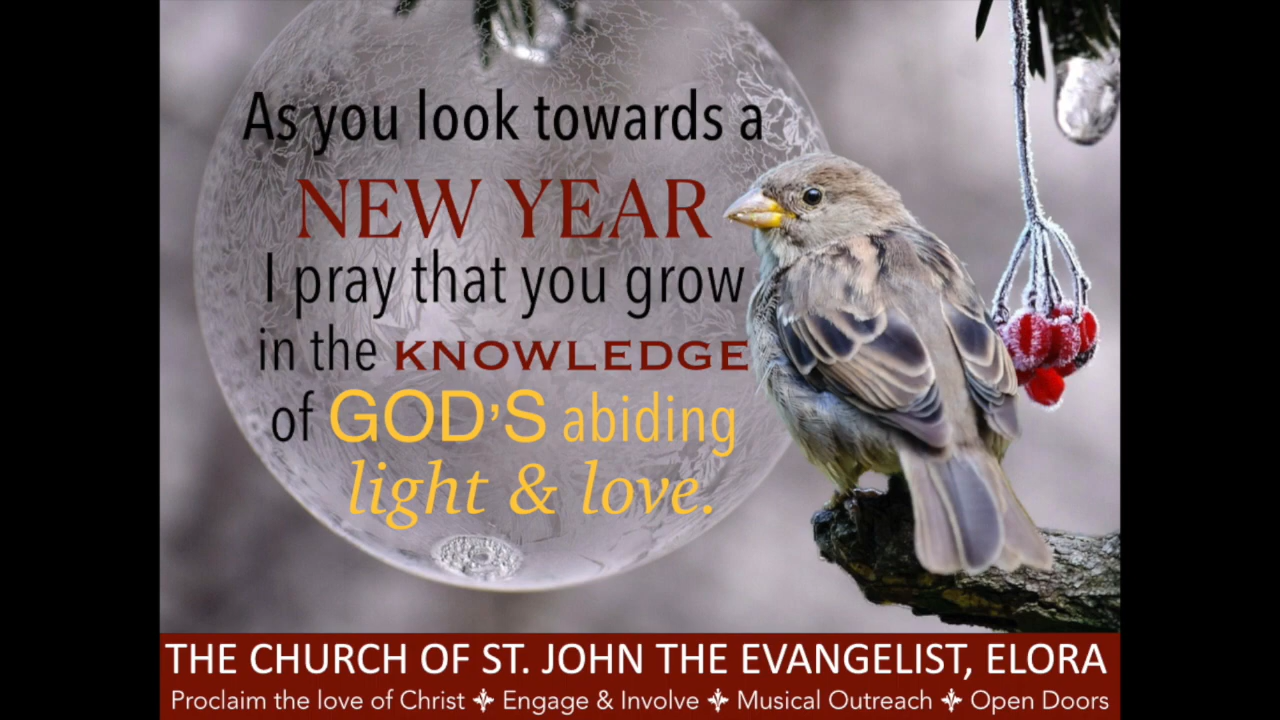 As you look towards a
NEW YEAR
I pray that you grow
in the KNOWLEDGE
of GOD'S abiding
light & love.
THE CHURCH OF ST. JOHN THE EVANGELIST, ELORA
Proclaim the love of Christ ✤ Engage & Involve ✤ Musical Outreach ✤ Open Doors